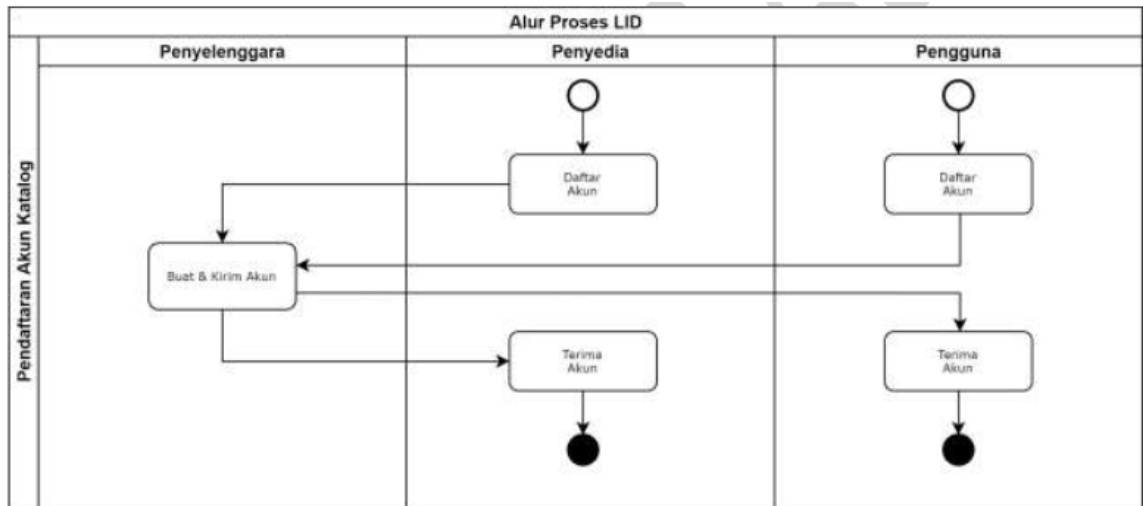 Alur Proses LID
Penyelenggara
Penyedia
Pengguna
Pendaftaran Akun Katalog
Daftar
Akun
Daftar
Akun
Buat & Kirim Akun
Terima
Akun
Terima
Akun